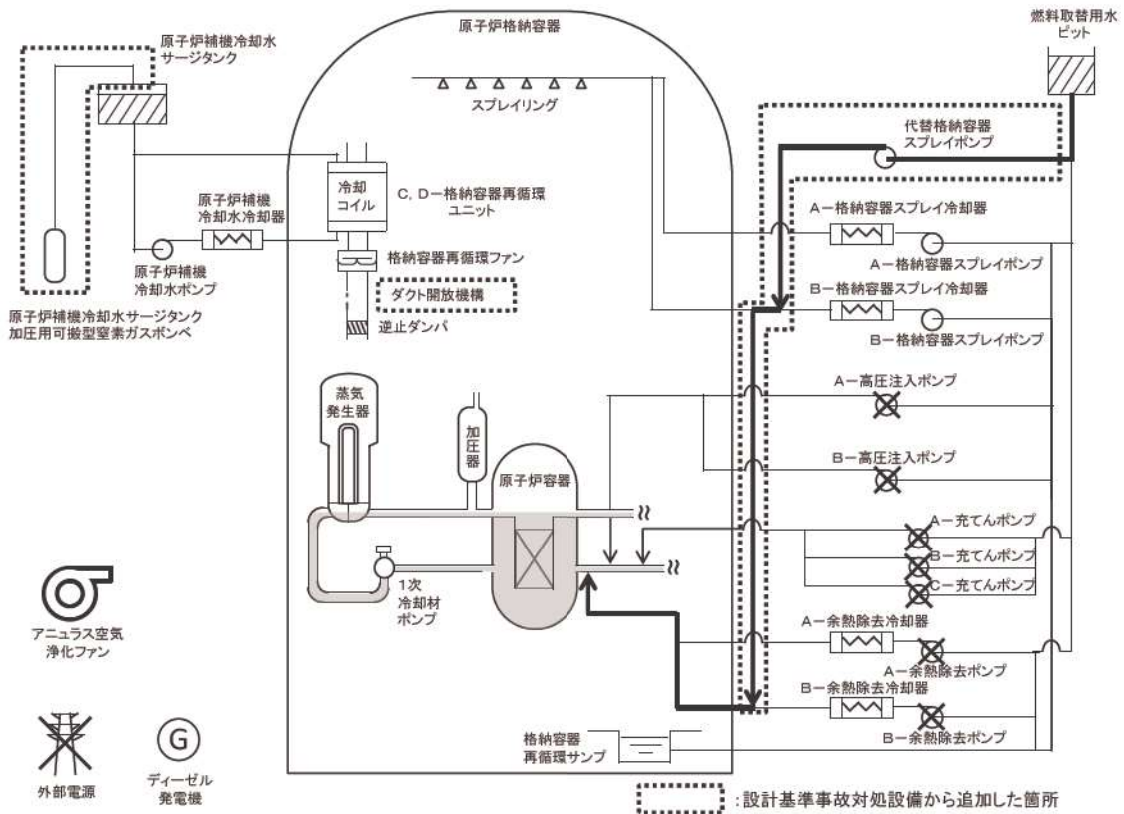 原子炉補機冷却水
サージタンク
原子炉格納容器
燃料取替用水
ピット
スプレイリング
代替格納容器
スプレイポンプ
冷却
コイル
C, D－格納容器再循環
ユニット
原子炉補機
冷却水冷却器
A－格納容器スプレイ冷却器
A－格納容器スプレイポンプ
格納容器再循環ファン
原子炉補機
冷却水ポンプ
ダクト開放機構
B－格納容器スプレイ冷却器
原子炉補機冷却水サージタンク
加圧用可搬型窒素ガスボンベ
逆止ダンパ
B－格納容器スプレイポンプ
A－高圧注入ポンプ
蒸気
発生器
加圧器
B－高圧注入ポンプ
原子炉容器
A－充てんポンプ
B－充てんポンプ
C－充てんポンプ
1次
冷却材
ポンプ
アニュラス空気
浄化ファン
A－余熱除去冷却器
A－余熱除去ポンプ
B－余熱除去冷却器
B－余熱除去ポンプ
G
格納容器
再循環サンプ
外部電源
ディーゼル
発電機
：設計基準事故対処設備から追加した箇所